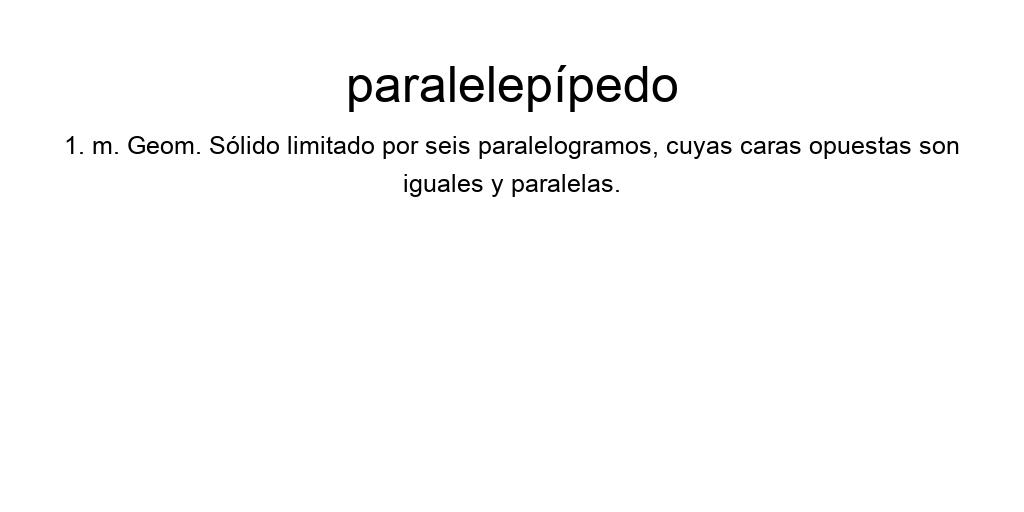 paralelepípedo
1. m. Geom. Sólido limitado por seis paralelogramos, cuyas caras opuestas son
iguales y paralelas.